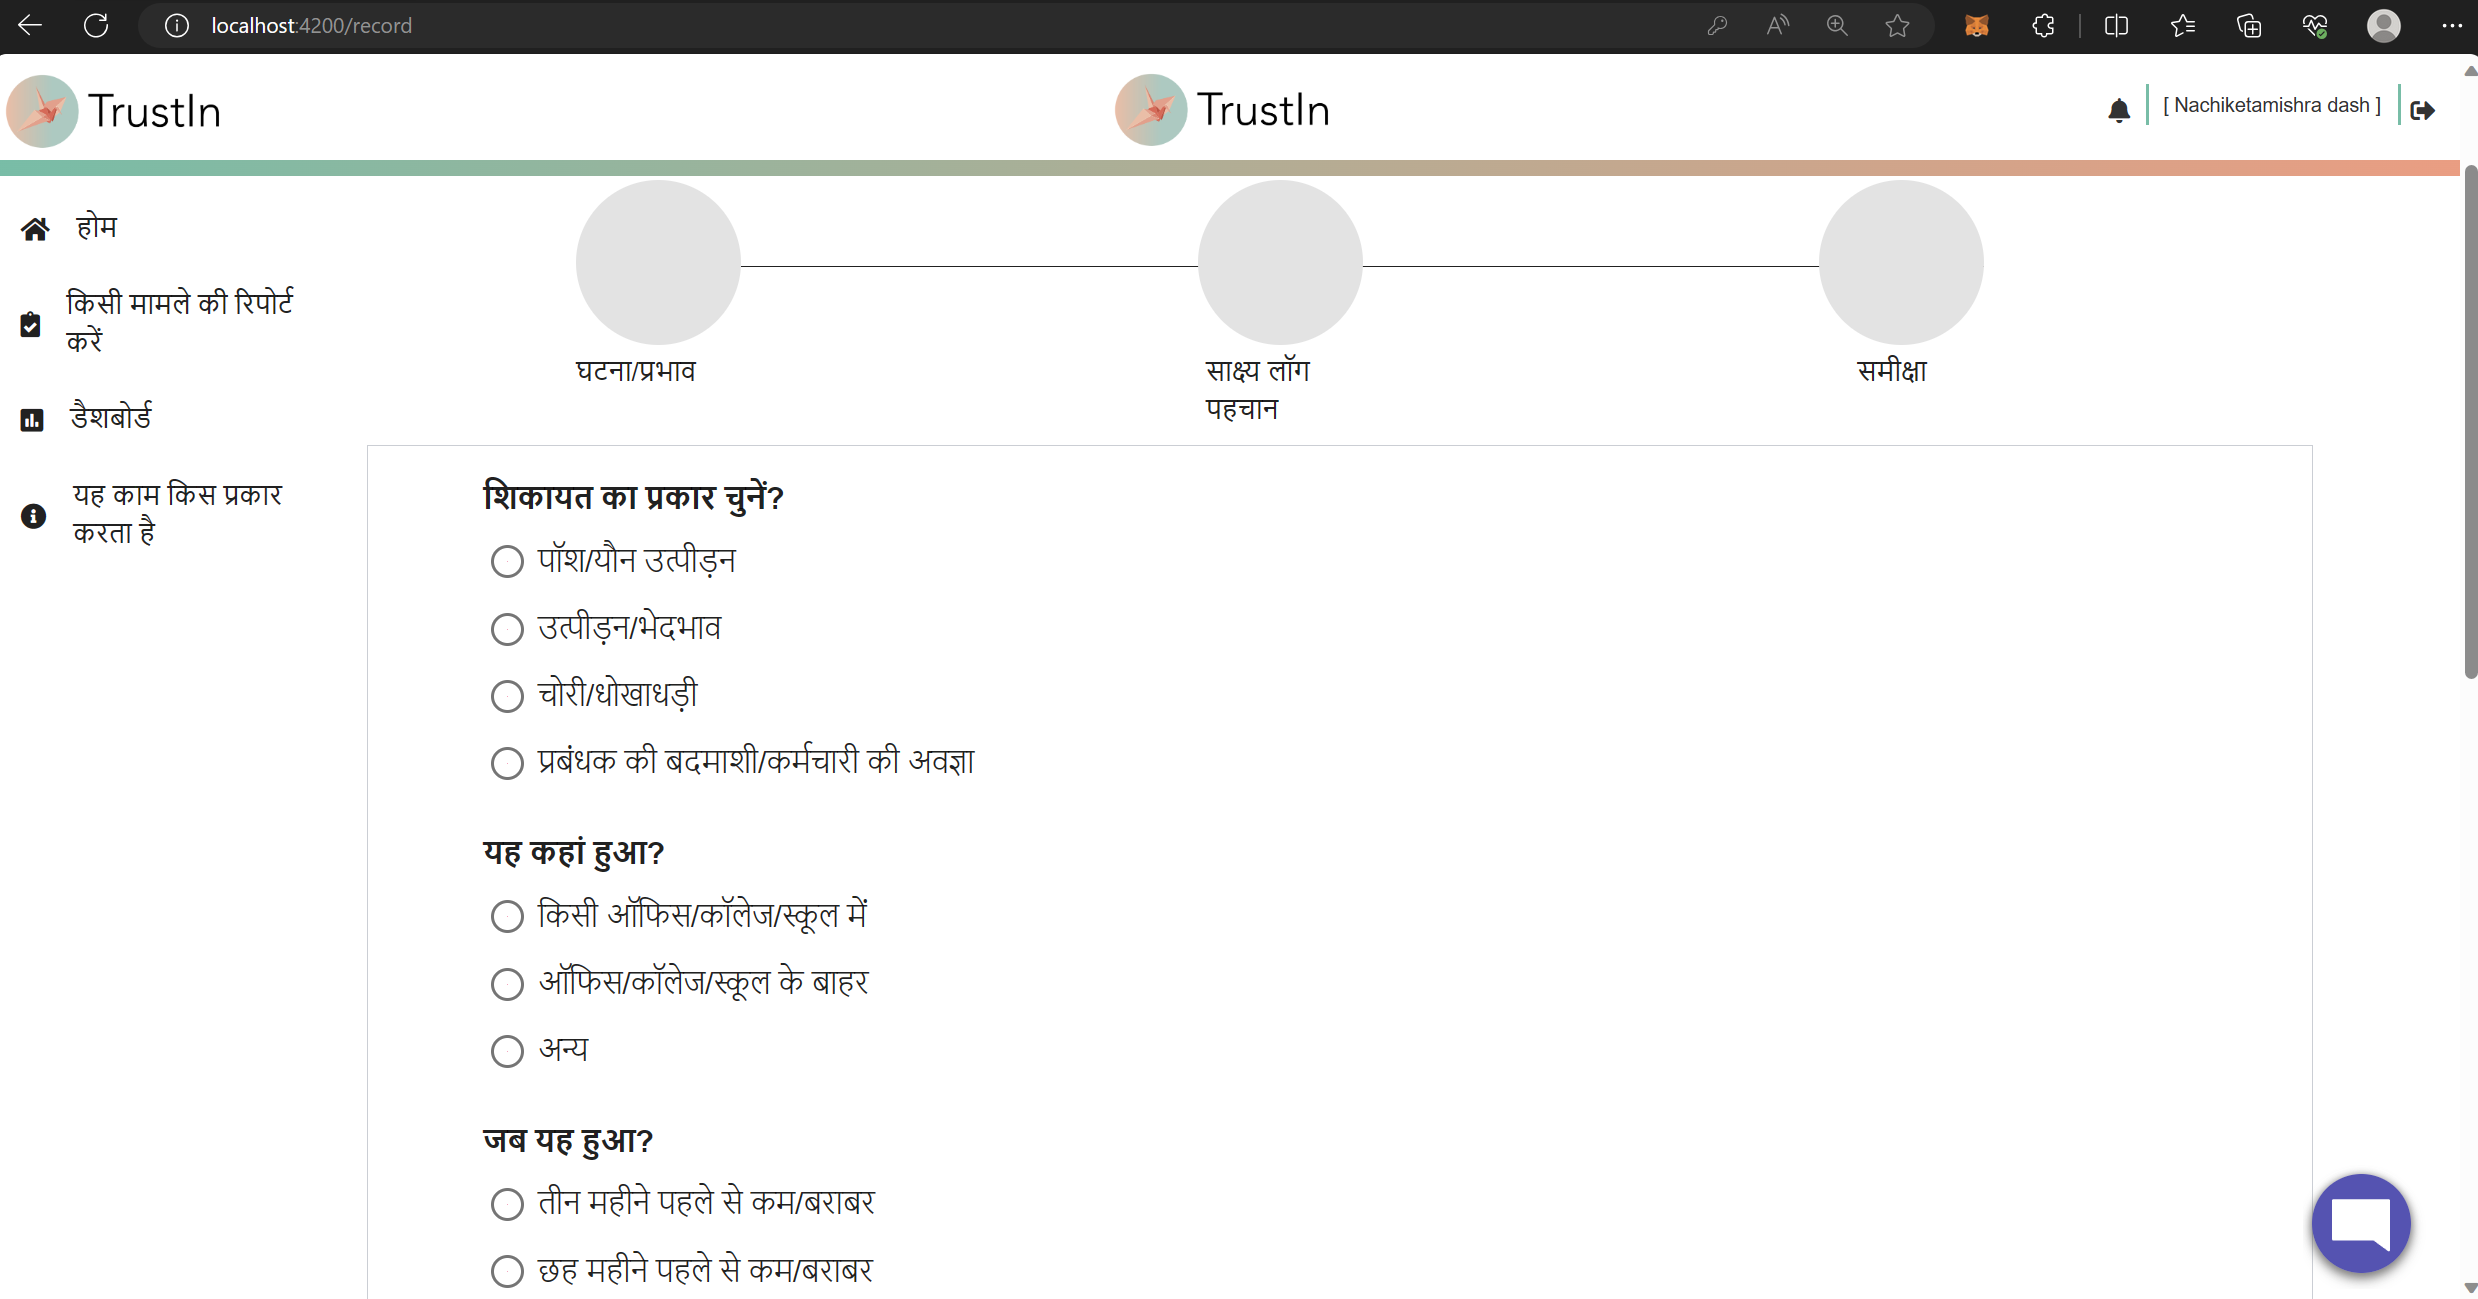 localhost:4200/record
TrustIn
TrustIn
[ Nachiketamishra dash ]
होम
किसी मामले की रिपोर्ट
करें
डैशबोर्ड
यह काम किस प्रकार
करता है
घटना/प्रभाव
साक्ष्य लॉग
पहचान
समीक्षा
शिकायत का प्रकार चुनें?
पॉश/यौन उत्पीड़न
उत्पीड़न/भेदभाव
चोरी/धोखाधड़ी
प्रबंधक की बदमाशी/कर्मचारी की अवज्ञा
यह कहां हुआ?
किसी ऑफिस/कॉलेज/स्कूल में
ऑफिस/कॉलेज/स्कूल के बाहर
अन्य
जब यह हुआ?
तीन महीने पहले से कम/बराबर
छह महीने पहले से कम/बराबर